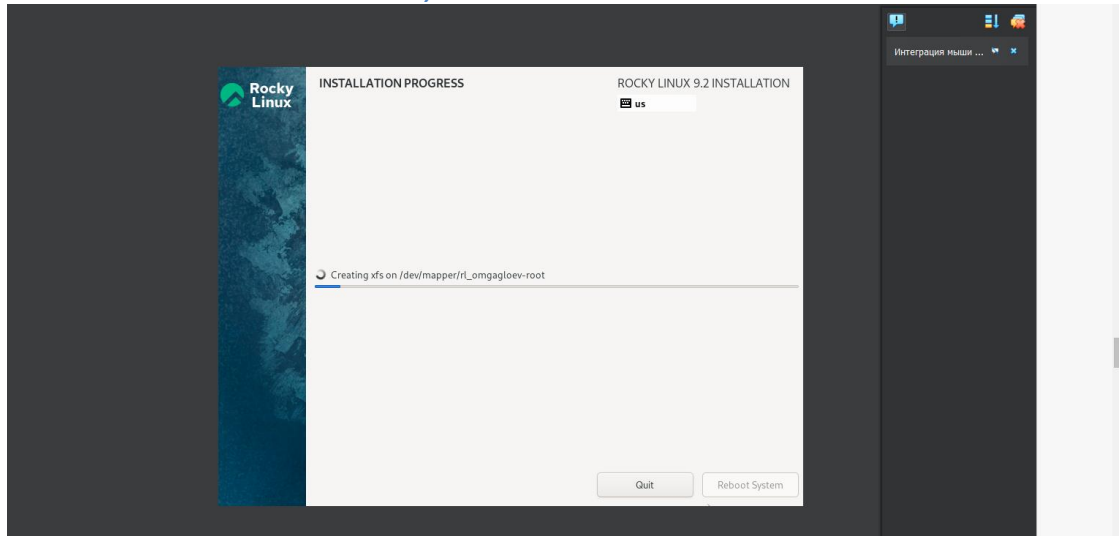 Интеграция мыши ...
Rocky
Linux
INSTALLATION PROGRESS
ROCKY LINUX 9.2 INSTALLATION
us
Creating xfs on /dev/mapper/rl_omgagloev-root
Quit
Reboot System